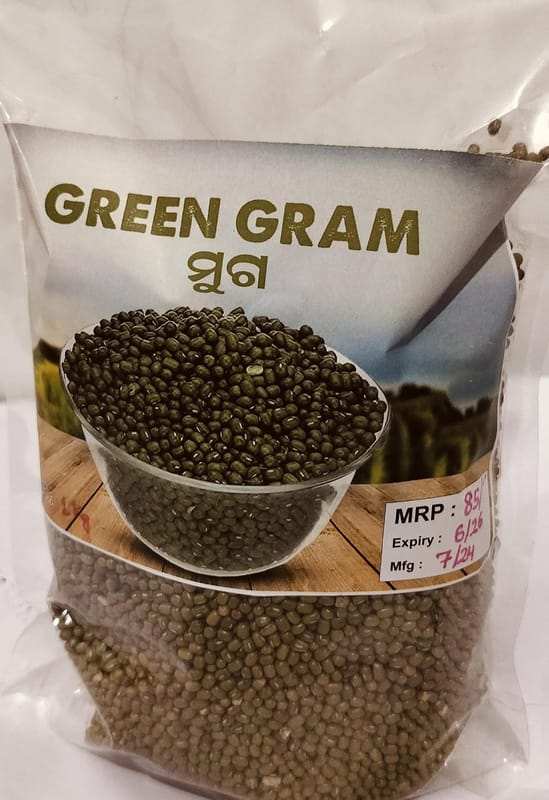 GREEN GRAM
ମୁଗ
MRP : 85/
Expiry : 6/26
Mfg : 7/24